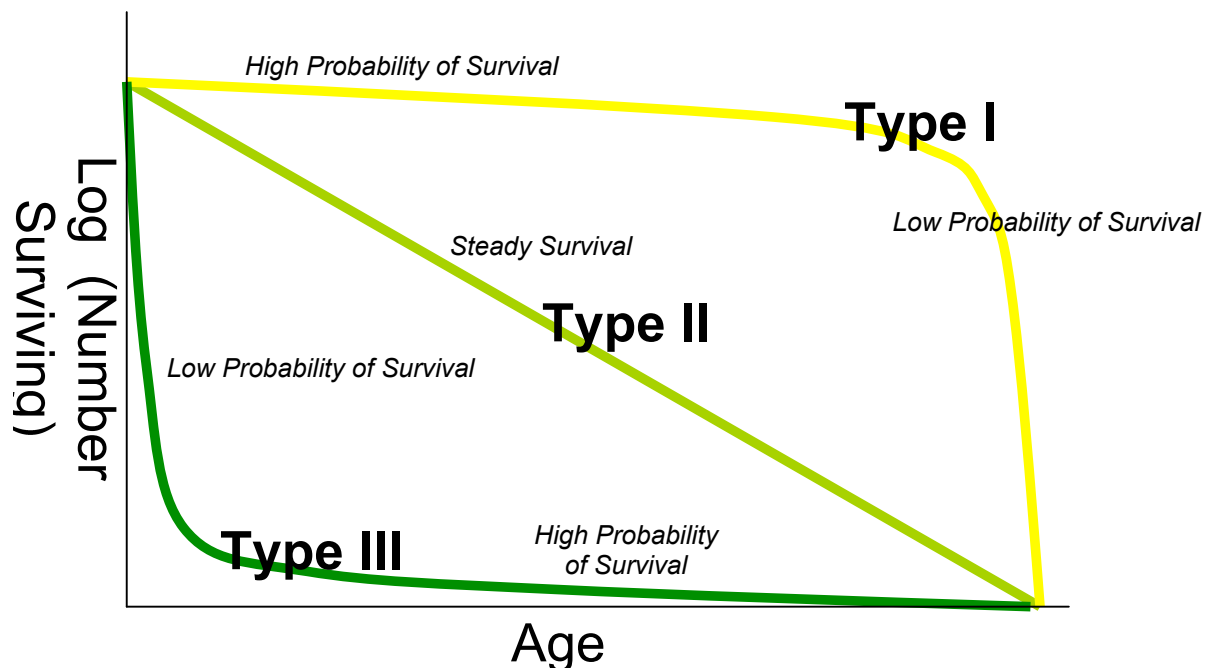 High Probability of Survival
Type I
Low Probability of Survival
Log (Number
Surviving)
Steady Survival
Type II
Low Probability of Survival
Type III
High Probability
of Survival
Age